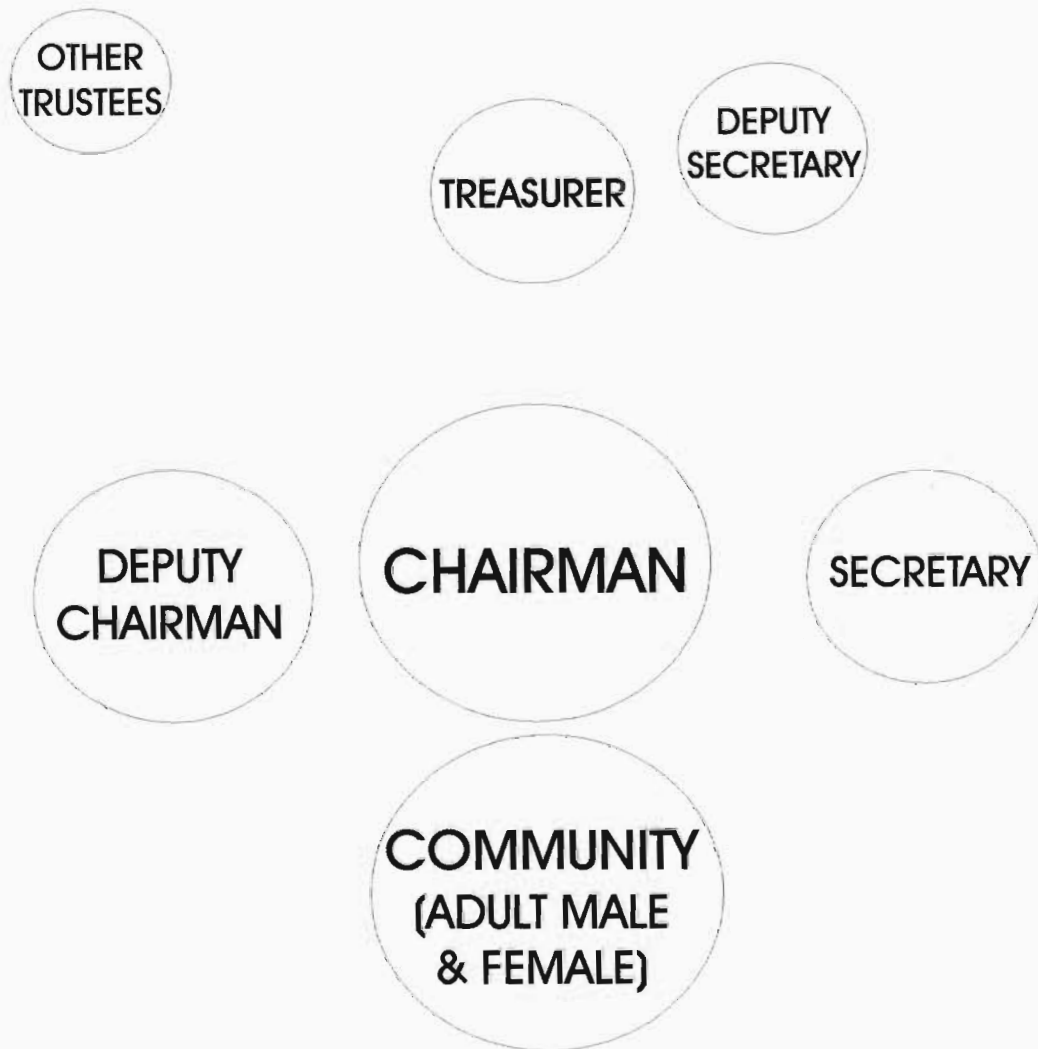 OTHER
TRUSTEES
TREASURER
DEPUTY
SECRETARY
DEPUTY
CHAIRMAN
CHAIRMAN
SECRETARY
COMMUNITY
(ADULT MALE
& FEMALE)